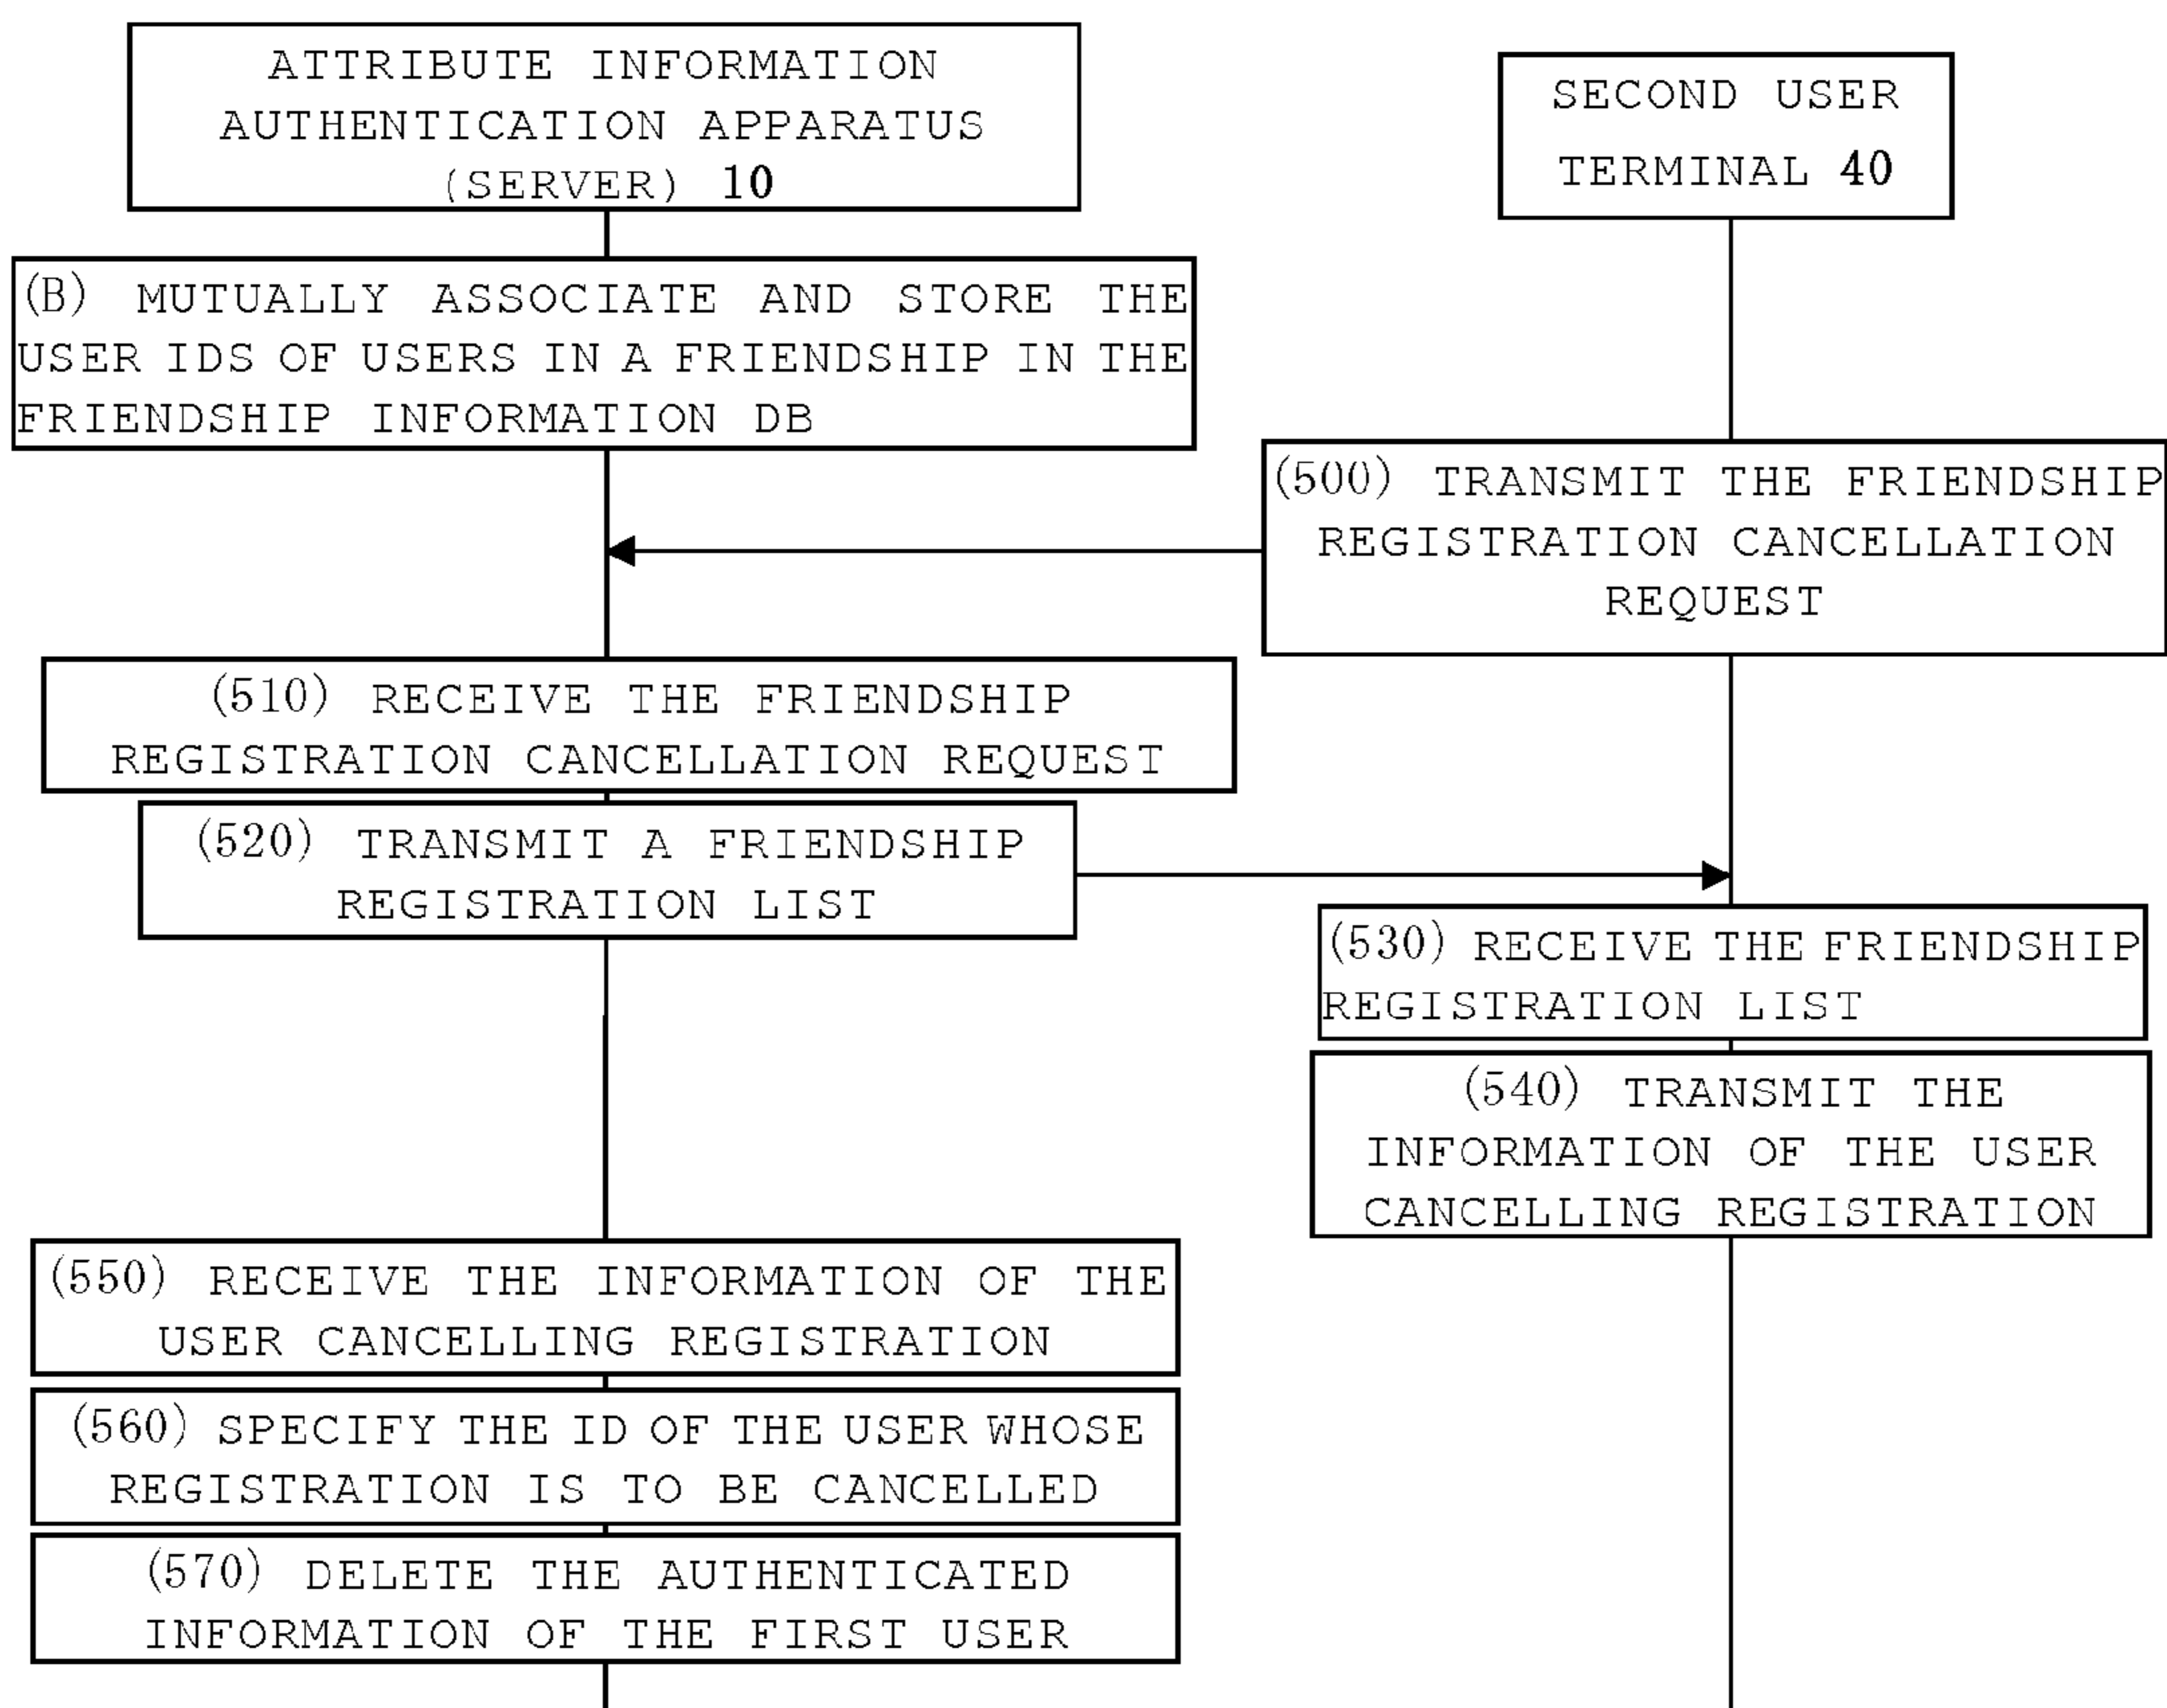 ATTRIBUTE INFORMATION
AUTHENTICATION APPARATUS
(SERVER) 10
SECOND USER
TERMINAL 40
(B) MUTUALLY ASSOCIATE AND STORE THE
USER IDS OF USERS IN A FRIENDSHIP IN THE
FRIENDSHIP INFORMATION DB
(500) TRANSMIT THE FRIENDSHIP
REGISTRATION CANCELLATION
REQUEST
(510) RECEIVE THE FRIENDSHIP
REGISTRATION CANCELLATION REQUEST
(520) TRANSMIT A FRIENDSHIP
REGISTRATION LIST
(530) RECEIVE THE FRIENDSHIP
REGISTRATION LIST
(540) TRANSMIT THE
INFORMATION OF THE USER
CANCELLING REGISTRATION
(550) RECEIVE THE INFORMATION OF THE
USER CANCELLING REGISTRATION
(560) SPECIFY THE ID OF THE USER WHOSE
REGISTRATION IS TO BE CANCELLED
(570) DELETE THE AUTHENTICATED
INFORMATION OF THE FIRST USER